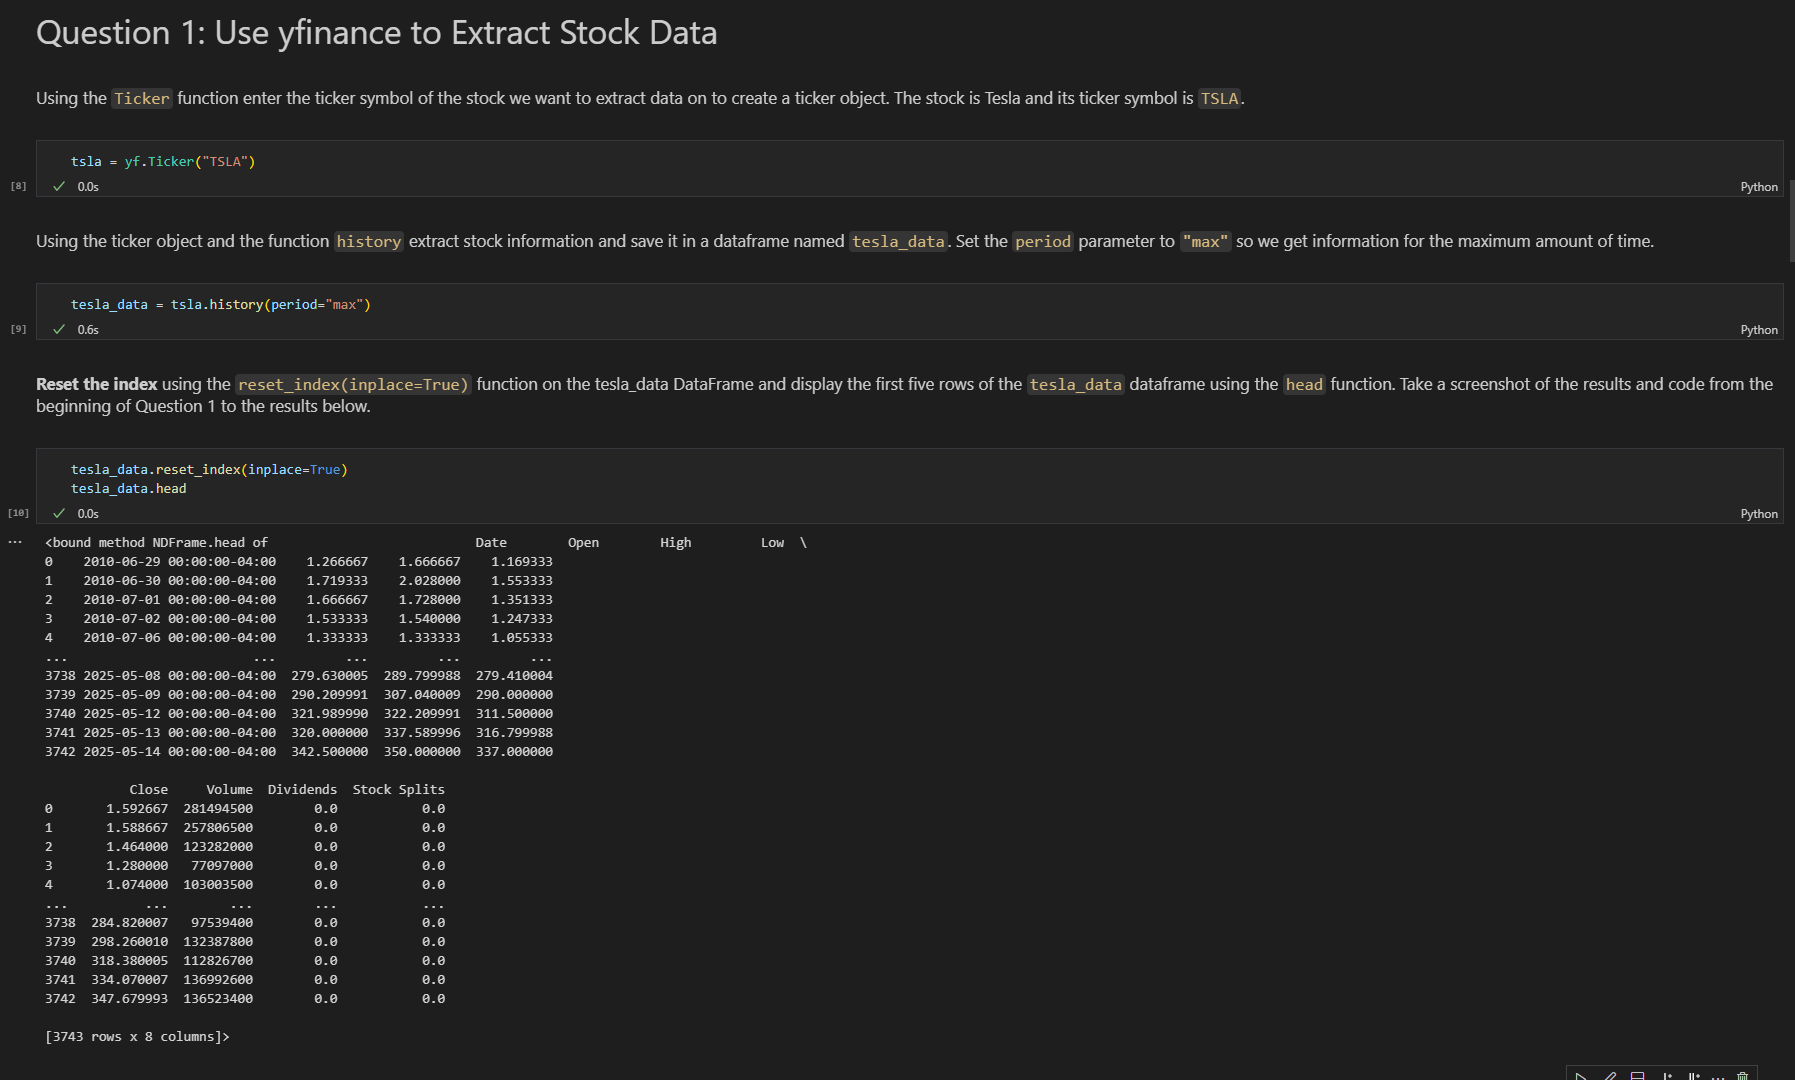 Question 1: Use yfinance to Extract Stock Data
Using the Ticker function enter the ticker symbol of the stock we want to extract data on to create a ticker object. The stock is Tesla and its ticker symbol is TSLA.
tsla = yf.Ticker("TSLA")
[8]
0.0s
Python
Using the ticker object and the function history extract stock information and save it in a dataframe named tesla_data. Set the period parameter to "max" so we get information for the maximum amount of time.
tesla_data = tsla.history(period="max")
[9]
0.6s
Python
Reset the index using the reset_index(inplace=True) function on the tesla_data DataFrame and display the first five rows of the tesla_data dataframe using the head function. Take a screenshot of the results and code from the
beginning of Question 1 to the results below.
tesla_data.reset_index(inplace=True)
tesla_data.head
[10]
0.0s
Python
... <bound method NDFrame.head of                           Date        Open        High         Low  \
0    2010-06-29 00:00:00-04:00    1.266667    1.666667    1.169333
1    2010-06-30 00:00:00-04:00    1.719333    2.028000    1.553333
2    2010-07-01 00:00:00-04:00    1.666667    1.728000    1.351333
3    2010-07-02 00:00:00-04:00    1.533333    1.540000    1.247333
4    2010-07-06 00:00:00-04:00    1.333333    1.333333    1.055333
...                        ...         ...         ...         ...
3738 2025-05-08 00:00:00-04:00  279.630005  289.799988  279.410004
3739 2025-05-09 00:00:00-04:00  290.209991  307.040009  290.000000
3740 2025-05-12 00:00:00-04:00  321.989990  322.209991  311.500000
3741 2025-05-13 00:00:00-04:00  320.000000  337.589996  316.799988
3742 2025-05-14 00:00:00-04:00  342.500000  350.000000  337.000000
           Close     Volume  Dividends  Stock Splits
0       1.592667  281494500        0.0           0.0
1       1.588667  257806500        0.0           0.0
2       1.464000  123282000        0.0           0.0
3       1.280000   77097000        0.0           0.0
4       1.074000  103003500        0.0           0.0
...          ...        ...        ...           ...
3738  284.820007   97539400        0.0           0.0
3739  298.260010  132387800        0.0           0.0
3740  318.380005  112826700        0.0           0.0
3741  334.070007  136992600        0.0           0.0
3742  347.679993  136523400        0.0           0.0
[3743 rows x 8 columns]>